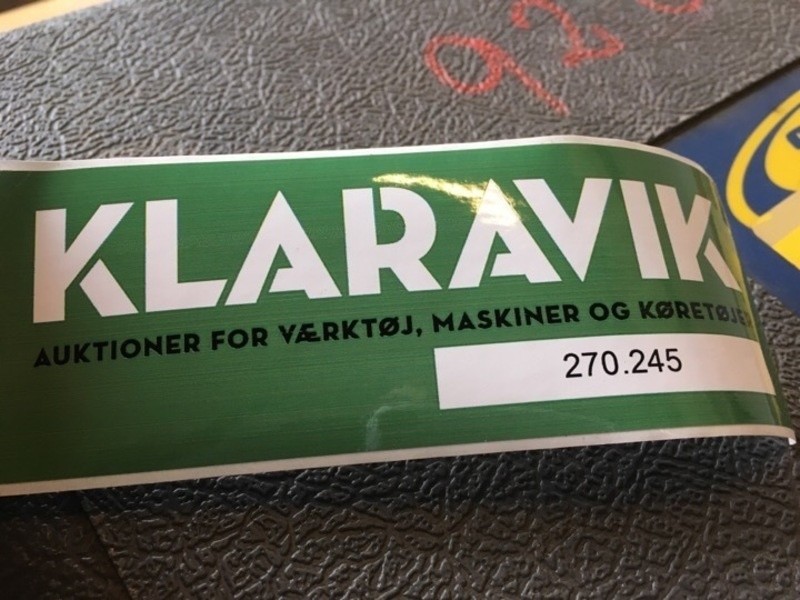 KLARAVIK
AUKTIONER FOR VÆRKTØJ, MASKINER OG KØRETØJER
270.245